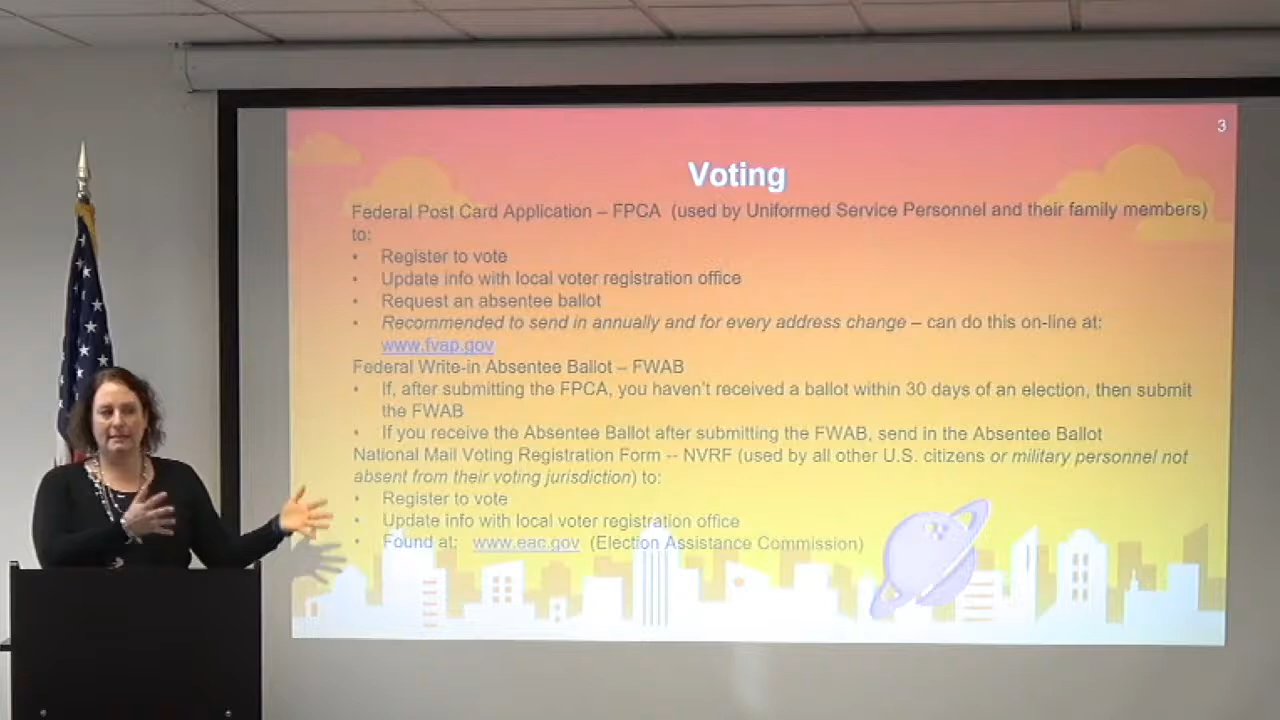 3
Voting
Federal Post Card Application – FPCA (used by Uniformed Service Personnel and their family members)
to:
• Register to vote
• Update info with local voter registration office
• Request an absentee ballot
• Recommended to send in annually and for every address change – can do this on-line at:
www.fvap.gov
Federal Write-in Absentee Ballot – FWAB
• If, after submitting the FPCA, you haven't received a ballot within 30 days of an election, then submit
the FWAB
• If you receive the Absentee Ballot after submitting the FWAB, send in the Absentee Ballot
National Mail Voting Registration Form -- NVRF (used by all other U.S. citizens or military personnel not
absent from their voting jurisdiction) to:
• Register to vote
• Update info with local voter registration office
• Found at: www.eac.gov (Election Assistance Commission)